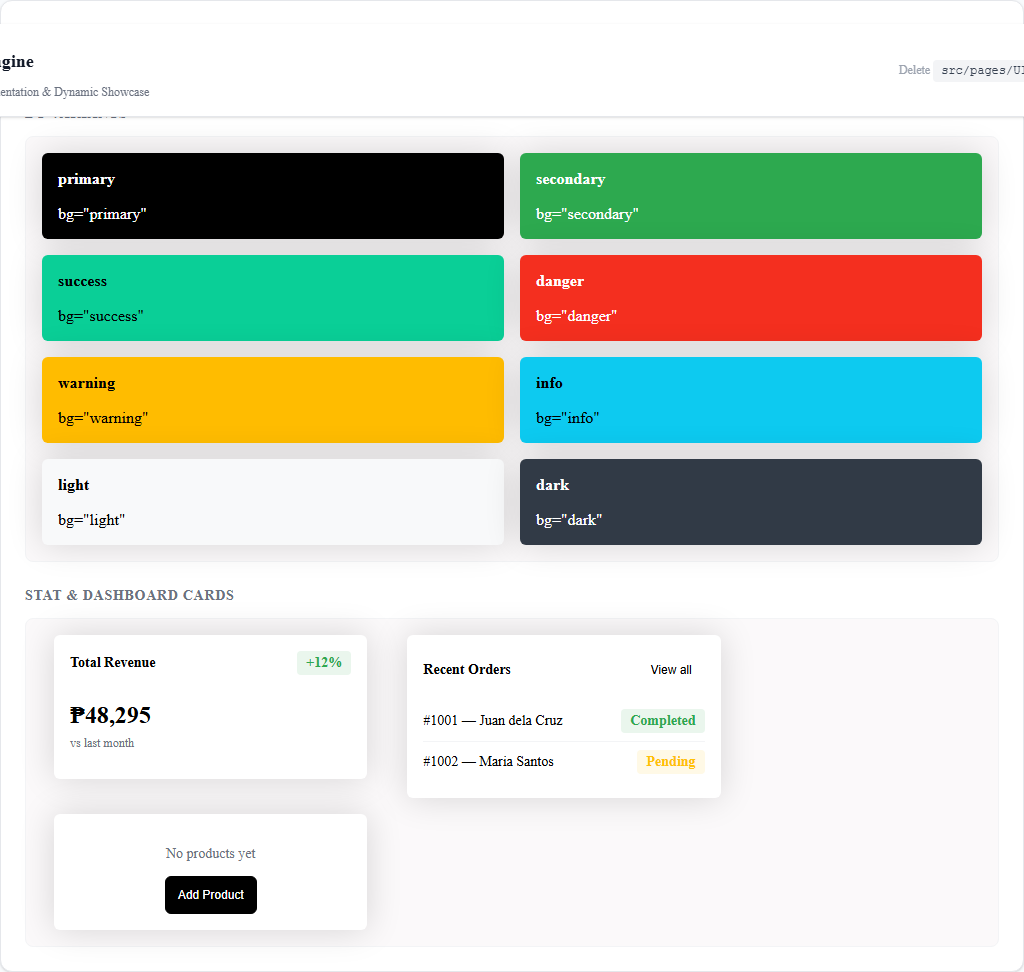 gine
entation & Dynamic Showcase
Delete src/pages/UI
primary
bg="primary"
secondary
bg="secondary"
success
bg="success"
danger
bg="danger"
warning
bg="warning"
info
bg="info"
light
bg="light"
dark
bg="dark"
STAT & DASHBOARD CARDS
Total Revenue
+12%
₱48,295
vs last month
Recent Orders
View all
#1001 — Juan dela Cruz
Completed
#1002 — Maria Santos
Pending
No products yet
Add Product